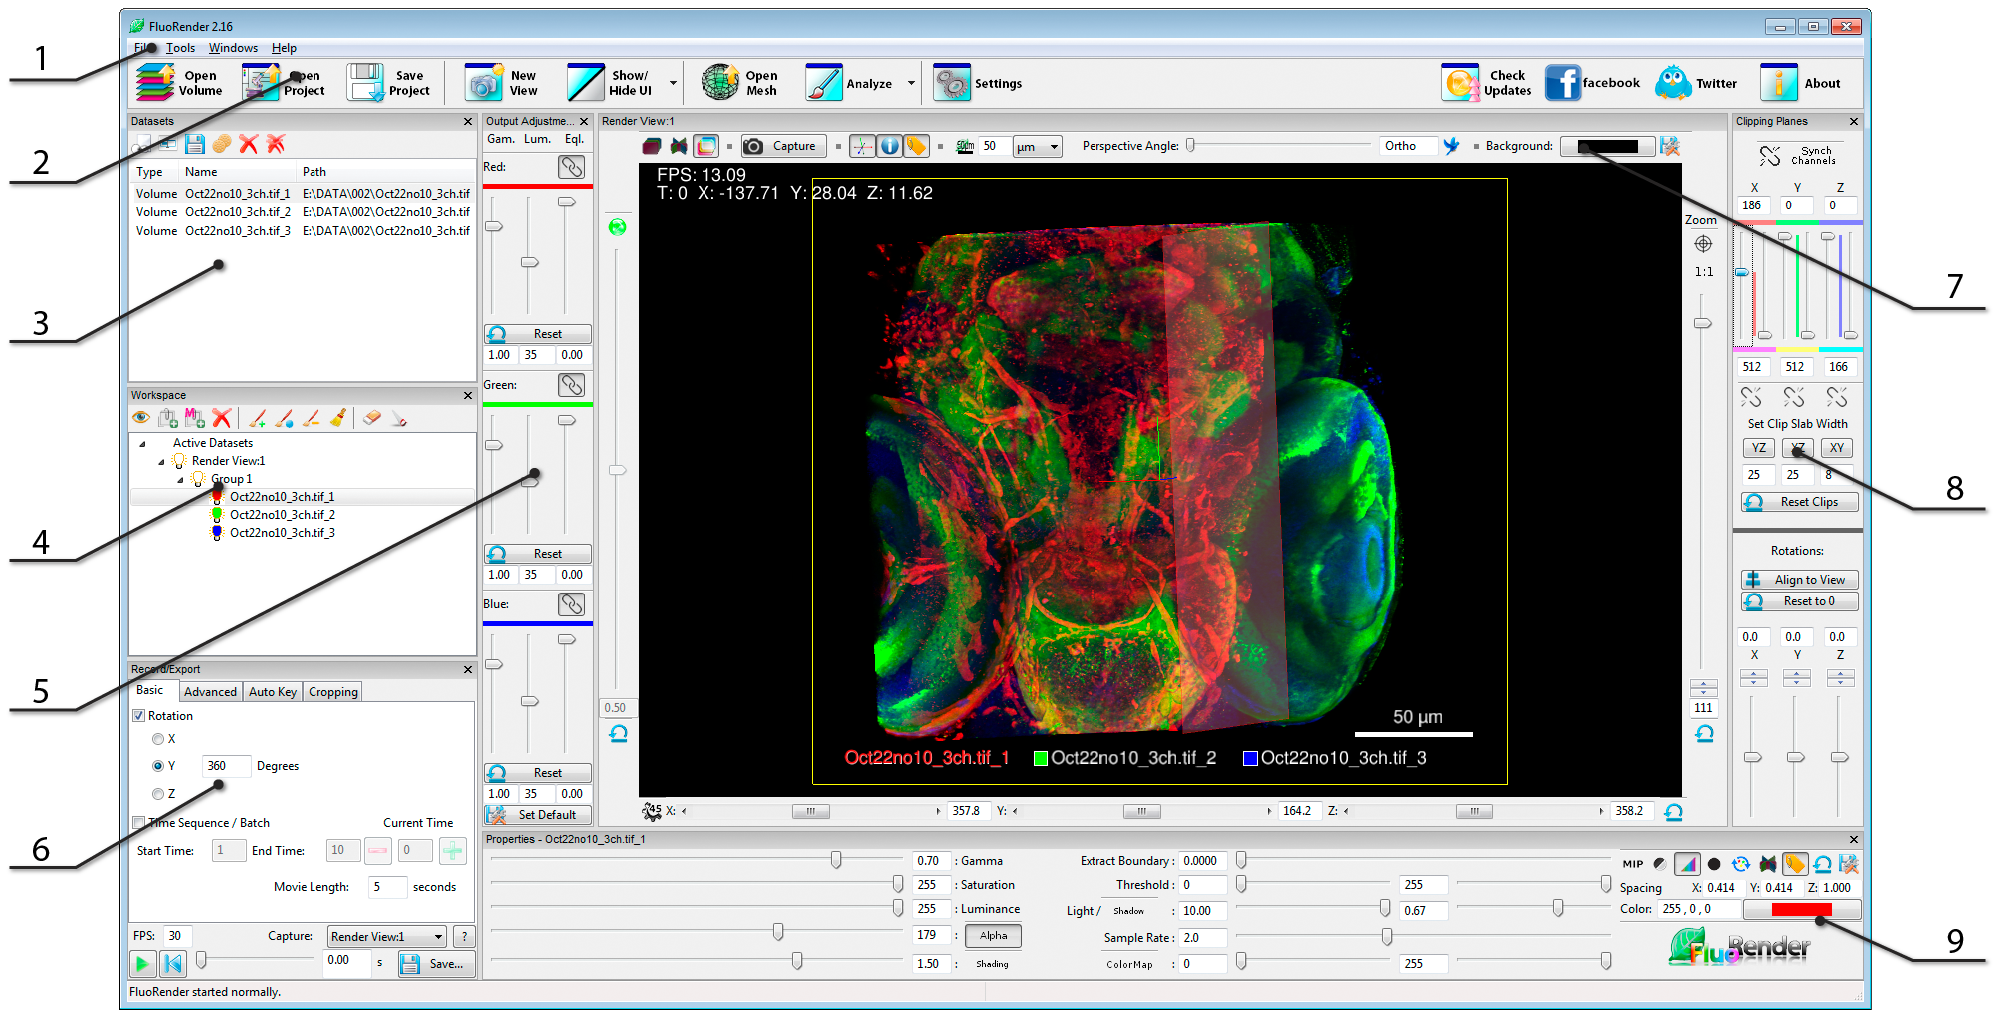 FluoRender 2.16
File Tools Windows Help
1
Open Volume
Open Project
Save Project
New View
Show/ Hide UI
Open Mesh
Analyze
Settings
Check Updates
facebook
Twitter
About
2
Datasets
Type Name Path
Volume Oct22no10_3ch.tif_1 E:\DATA\002\Oct22no10_3ch.tif
Volume Oct22no10_3ch.tif_2 E:\DATA\002\Oct22no10_3ch.tif
Volume Oct22no10_3ch.tif_3 E:\DATA\002\Oct22no10_3ch.tif
3
Workspace
Active Datasets
Render View:1
Group 1
Oct22no10_3ch.tif_1
Oct22no10_3ch.tif_2
Oct22no10_3ch.tif_3
4
Output Adjustme...
Gam. Lum. Eql.
Red:
Reset
1.00 35 0.00
Green:
Reset
1.00 35 0.00
Blue:
Reset
1.00 35 0.00
Set Default
5
Record/Export
Basic Advanced Auto Key Cropping
Rotation
X
Y 360 Degrees
Z
Time Sequence / Batch Current Time
Start Time: 1 End Time: 10 0
Movie Length: 5 seconds
FPS: 30 Capture: Render View:1 ?
0.00 s Save...
6
Render View:1
Capture 50 µm Perspective Angle: Ortho Background:
FPS: 13.09
T: 0 X: -137.71 Y: 28.04 Z: 11.62
0.50
50 µm
Oct22no10_3ch.tif_1 Oct22no10_3ch.tif_2 Oct22no10_3ch.tif_3
45 X: 357.8 Y: 164.2 Z: 358.2
Zoom
1:1
111
7
Clipping Planes
Synch Channels
X Y Z
186 0 0
512 512 166
Set Clip Slab Width
YZ XZ XY
25 25 8
Reset Clips
8
Rotations:
Align to View
Reset to 0
0.0 0.0 0.0
X Y Z
Properties - Oct22no10_3ch.tif_1
0.70 : Gamma Extract Boundary : 0.0000
255 : Saturation Threshold : 0 255
255 : Luminance Light / Shadow : 10.00 0.67
179 : Alpha Sample Rate : 2.0
1.50 : Shading ColorMap : 0 255
MIP
Spacing X: 0.414 Y: 0.414 Z: 1.000
Color: 255 , 0 , 0
FluoRender
9
FluoRender started normally.